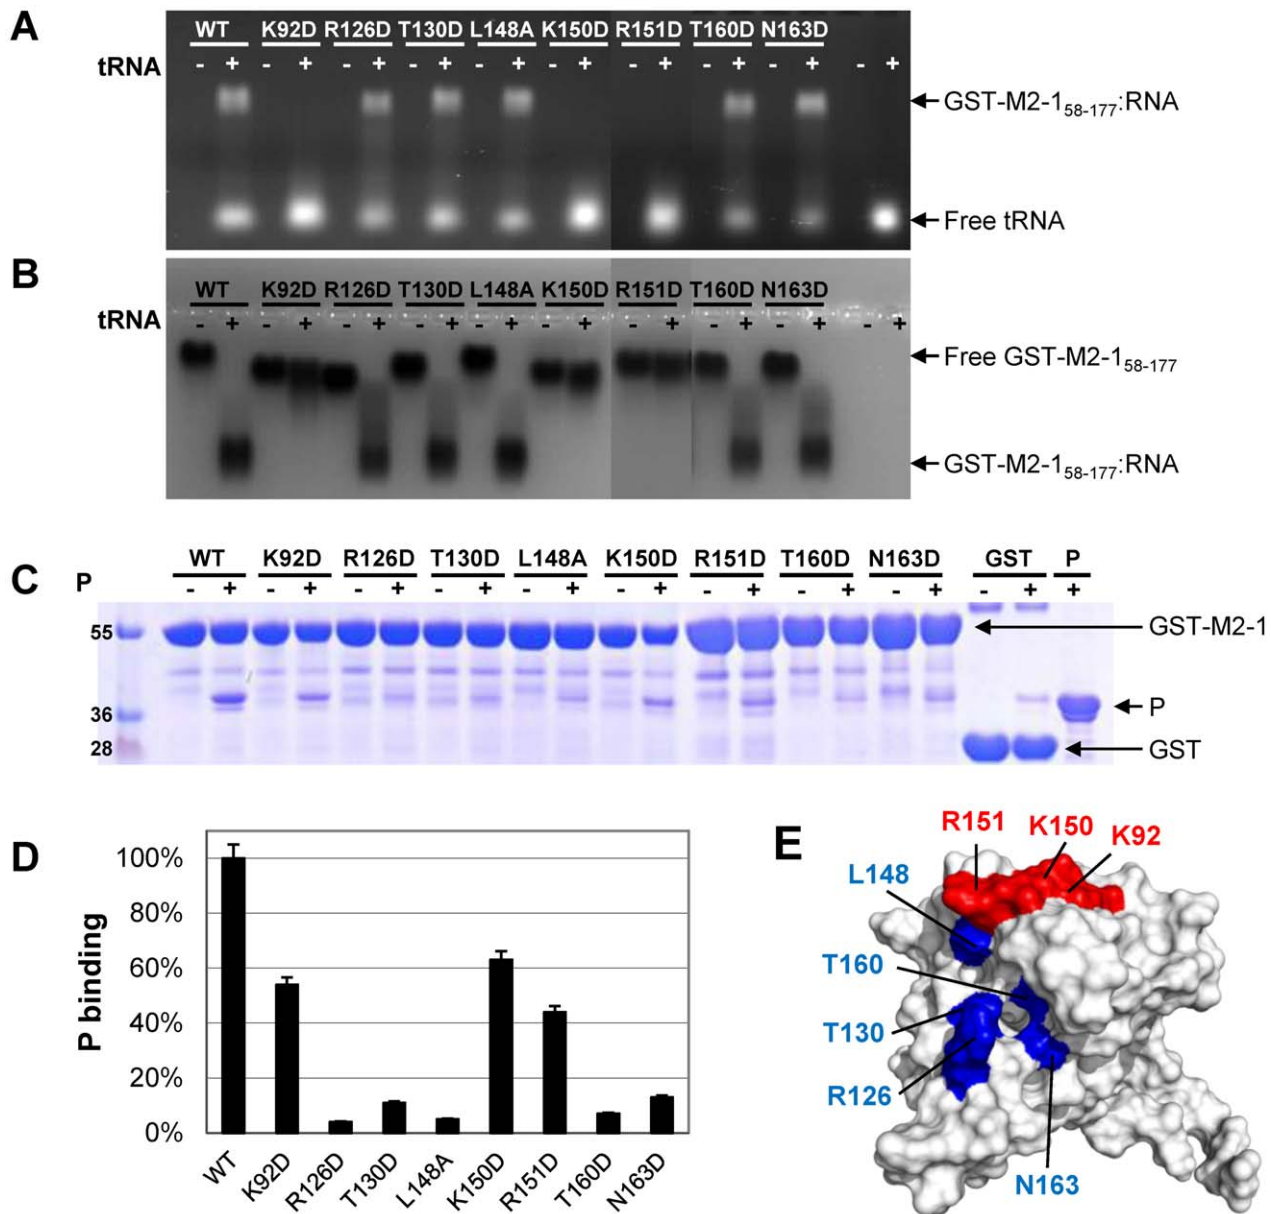 A
WT K92D R126D T130D L148A K150D R151D T160D N163D
tRNA - + - + - + - + - + - + - + - + - + - +
GST-M2-1₅₈₋₁₇₇:RNA
Free tRNA
B
WT K92D R126D T130D L148A K150D R151D T160D N163D
tRNA - + - + - + - + - + - + - + - + - + - +
Free GST-M2-1₅₈₋₁₇₇
GST-M2-1₅₈₋₁₇₇:RNA
C
WT K92D R126D T130D L148A K150D R151D T160D N163D GST P
P - + - + - + - + - + - + - + - + - + - + +
55
GST-M2-1
36
P
28
GST
D
P binding
100%
80%
60%
40%
20%
0%
WT K92D R126D T130D L148A K150D R151D T160D N163D
E
R151 K150 K92
L148
T160
T130
R126
N163